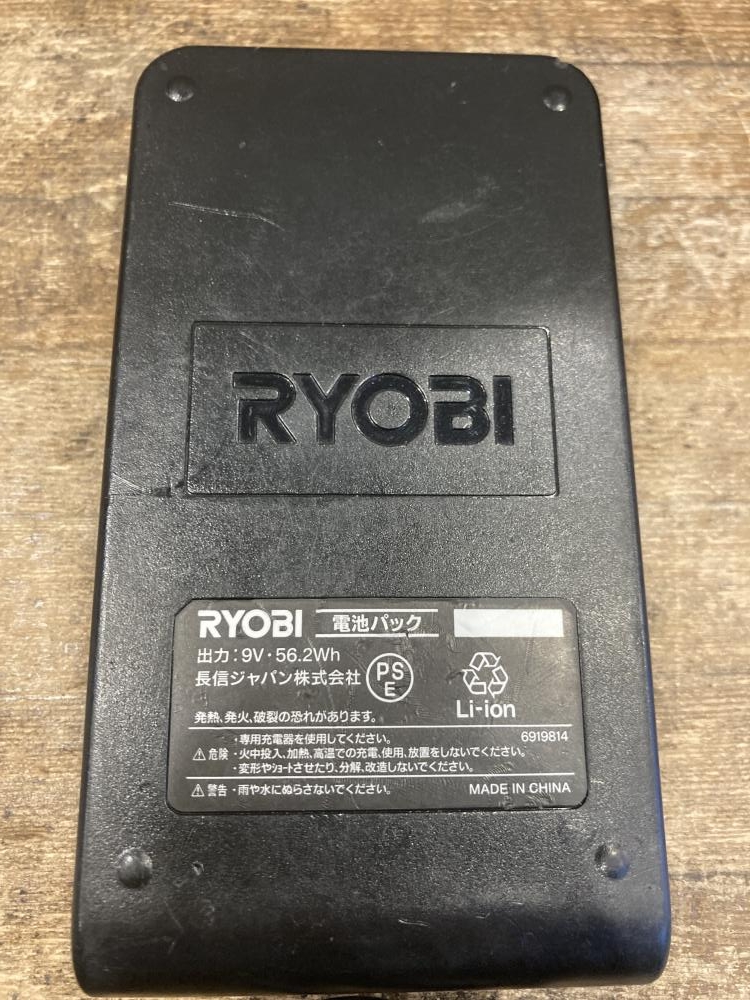 RYOBI
RYOBI 電池パック
出力:9V・56.2Wh
長信ジャパン株式会社
PS
E
Li-ion
発熱、発火、破裂の恐れがあります。
・専用充電器を使用してください。 6919814
⚠危険 ・火中投入、加熱、高温での充電、使用、放置をしないでください。
・変形やショートさせたり、分解、改造しないでください。
⚠警告 ・雨や水にぬらさないでください。 MADE IN CHINA